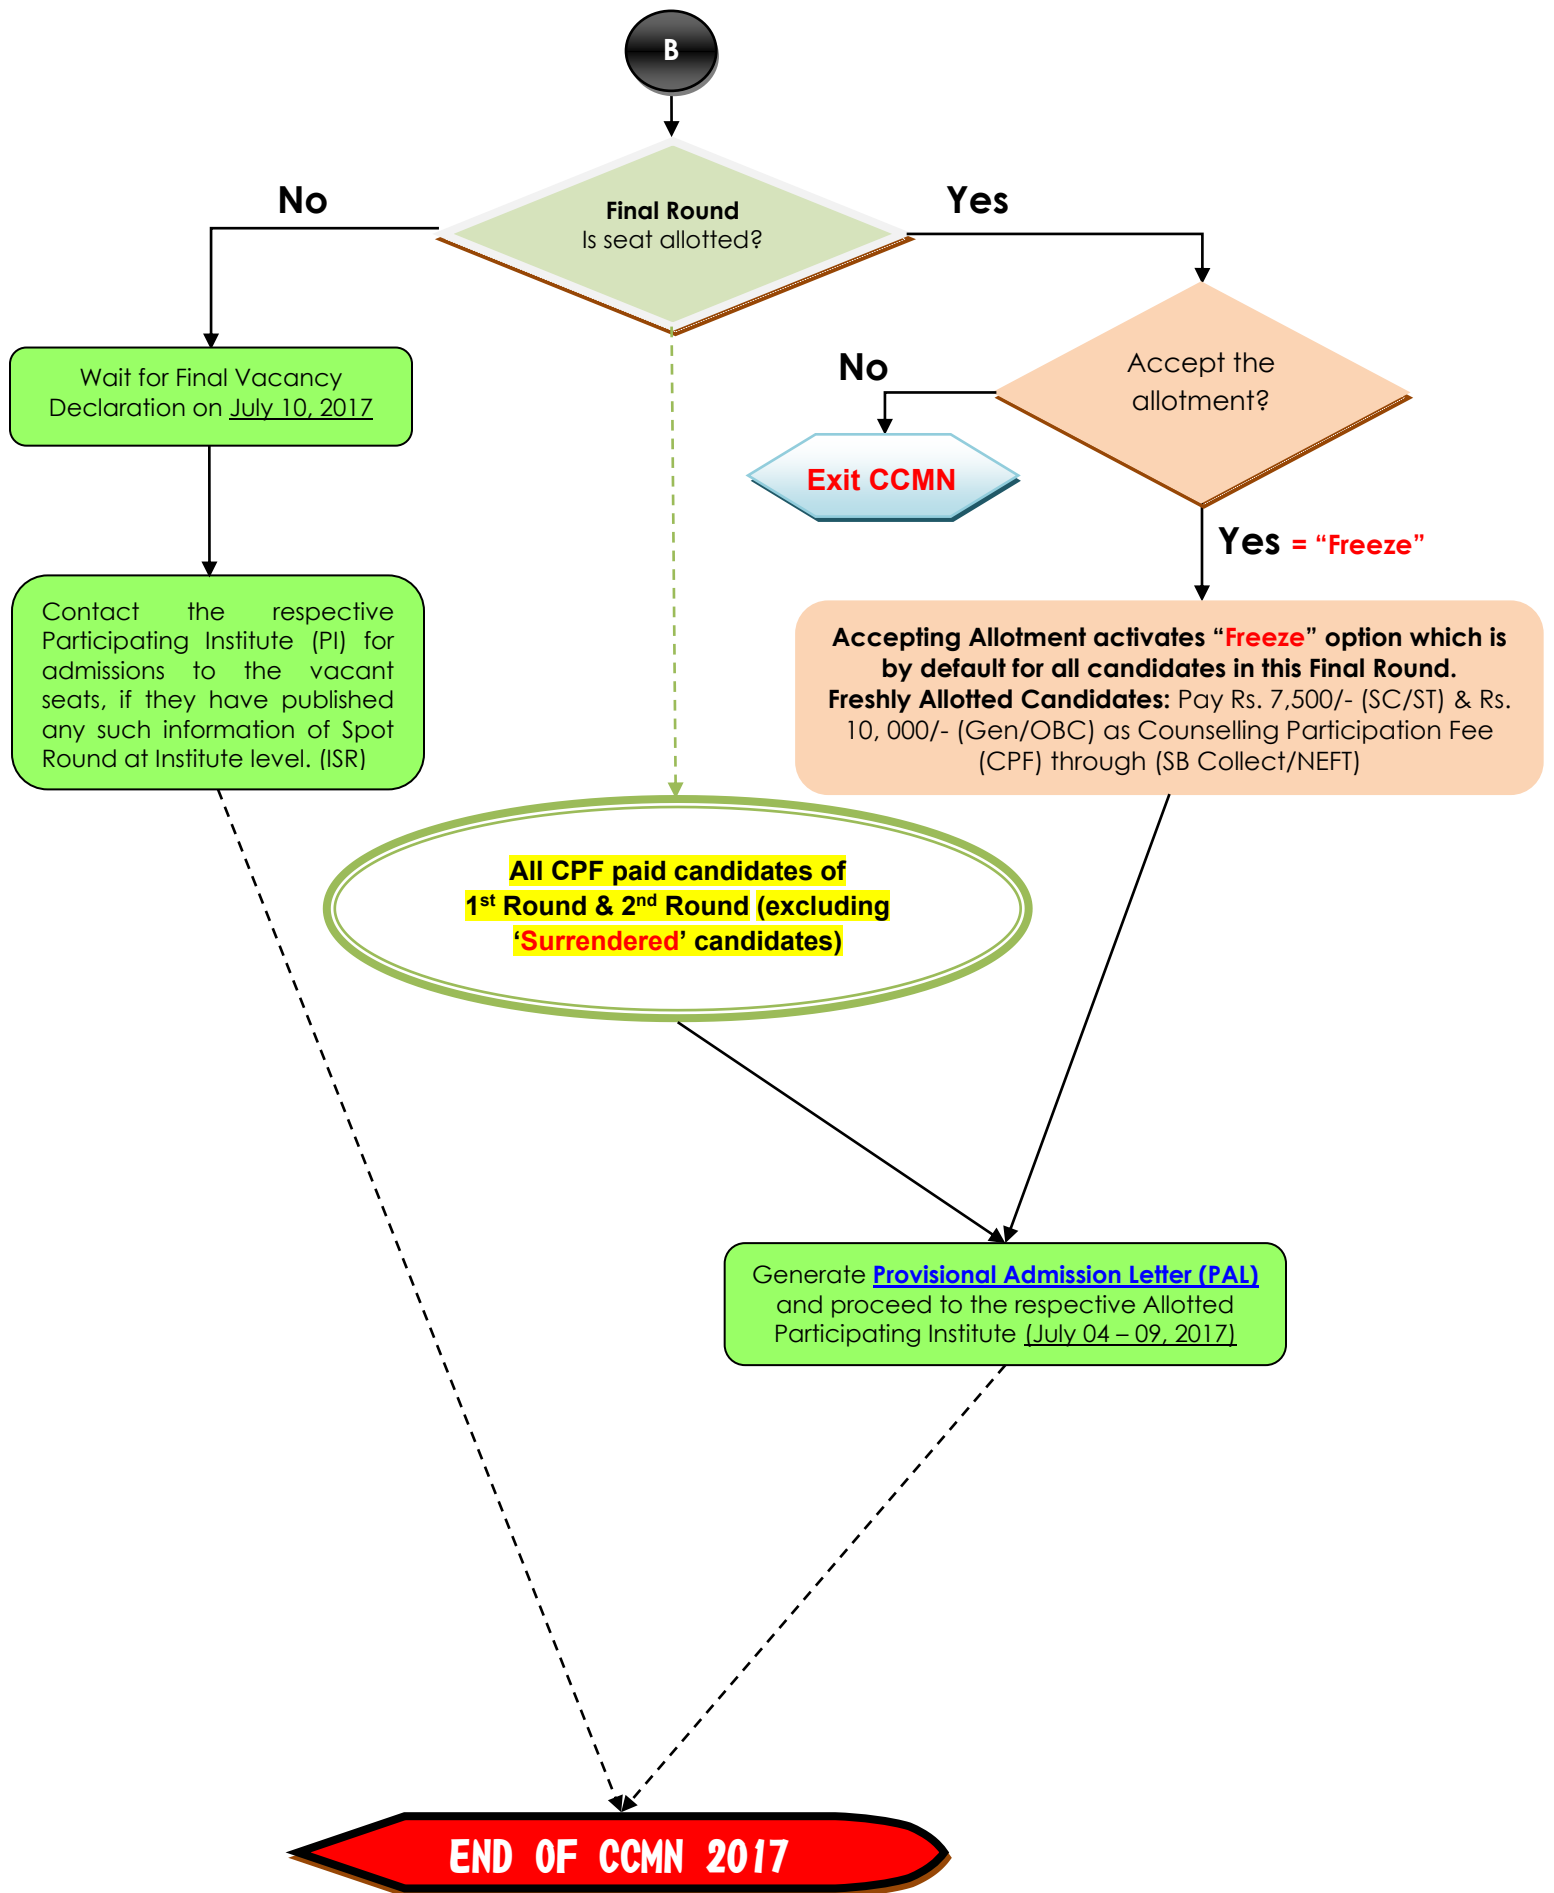 B
No
Yes
Final Round
Is seat allotted?
Wait for Final Vacancy
Declaration on July 10, 2017
No
Accept the
allotment?
Exit CCMN
Yes = “Freeze”
Contact the respective
Participating Institute (PI) for
admissions to the vacant
seats, if they have published
any such information of Spot
Round at Institute level. (ISR)
Accepting Allotment activates “Freeze” option which is
by default for all candidates in this Final Round.
Freshly Allotted Candidates: Pay Rs. 7,500/- (SC/ST) & Rs.
10, 000/- (Gen/OBC) as Counselling Participation Fee
(CPF) through (SB Collect/NEFT)
All CPF paid candidates of
1st Round & 2nd Round (excluding
‘Surrendered’ candidates)
Generate Provisional Admission Letter (PAL)
and proceed to the respective Allotted
Participating Institute (July 04 – 09, 2017)
END OF CCMN 2017